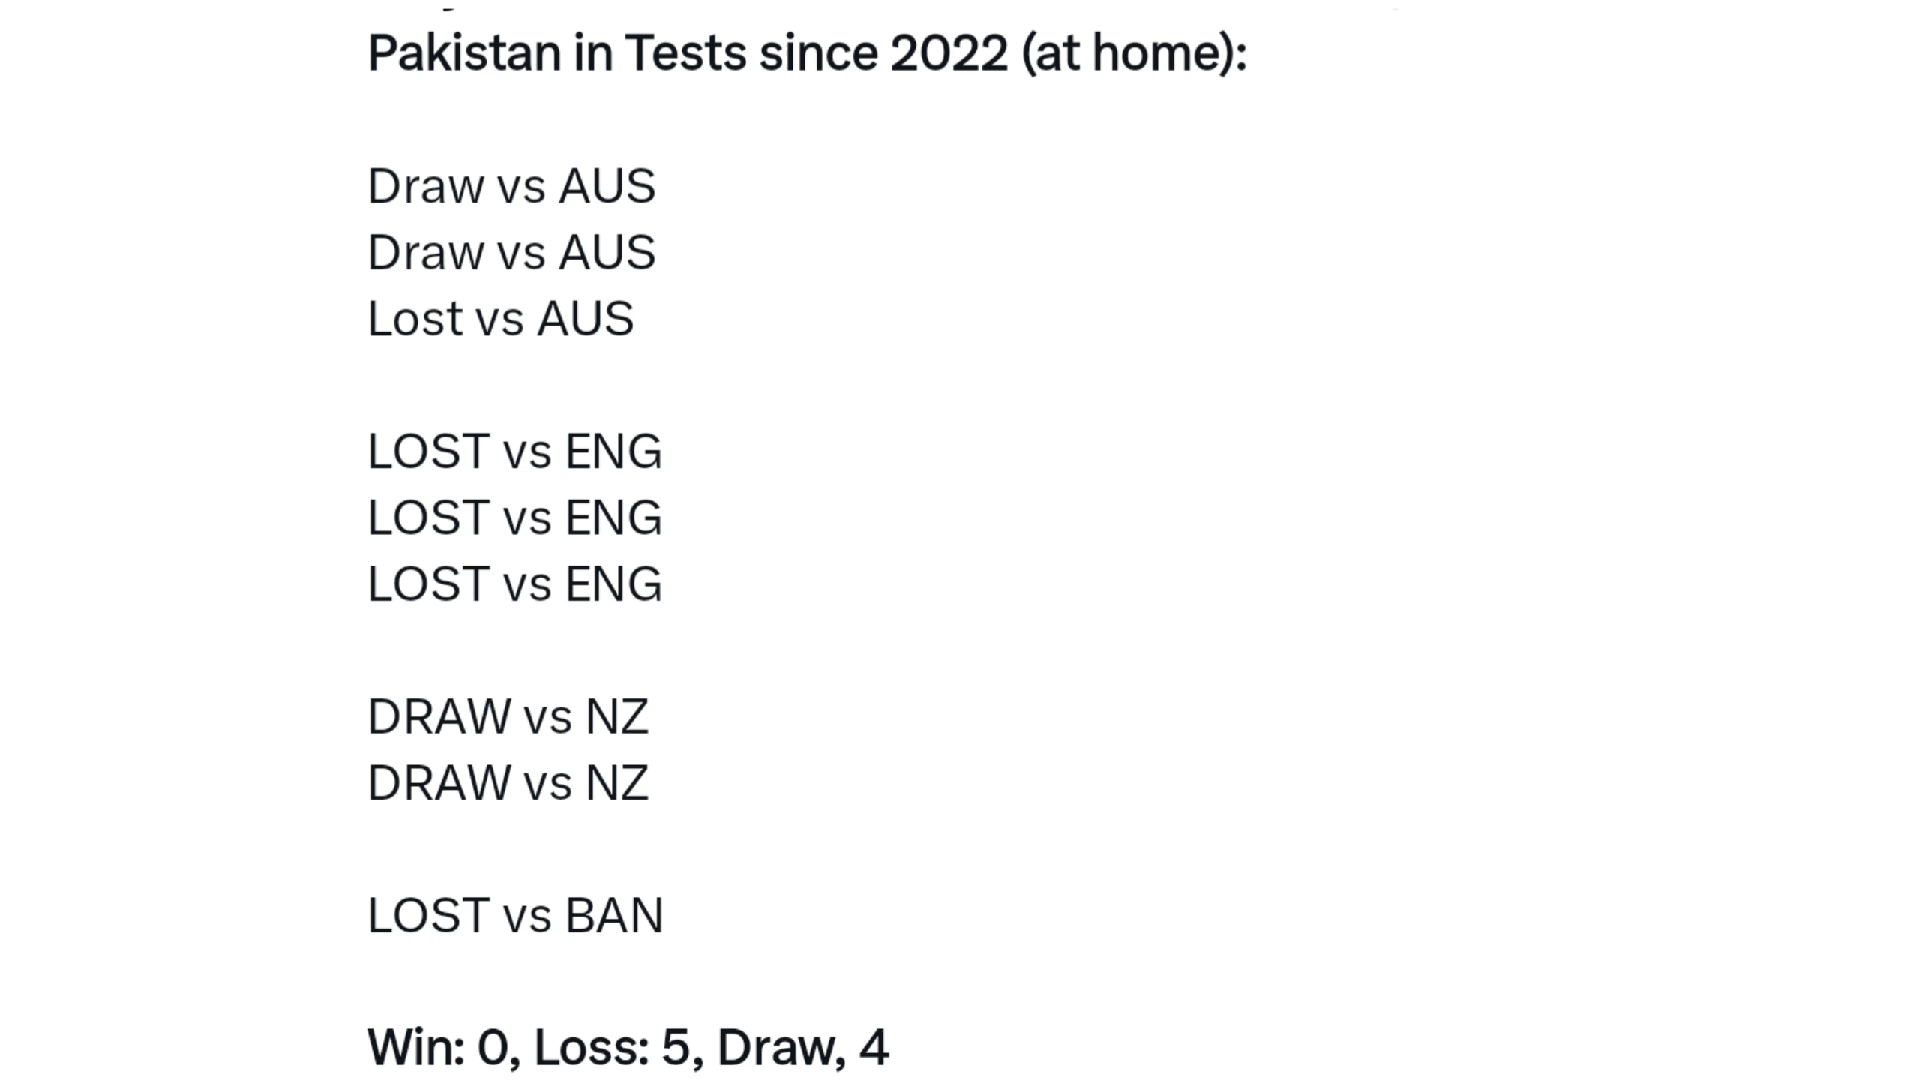 Pakistan in Tests since 2022 (at home):
Draw vs AUS
Draw vs AUS
Lost vs AUS
LOST vs ENG
LOST vs ENG
LOST vs ENG
DRAW vs NZ
DRAW vs NZ
LOST vs BAN
Win: 0, Loss: 5, Draw, 4